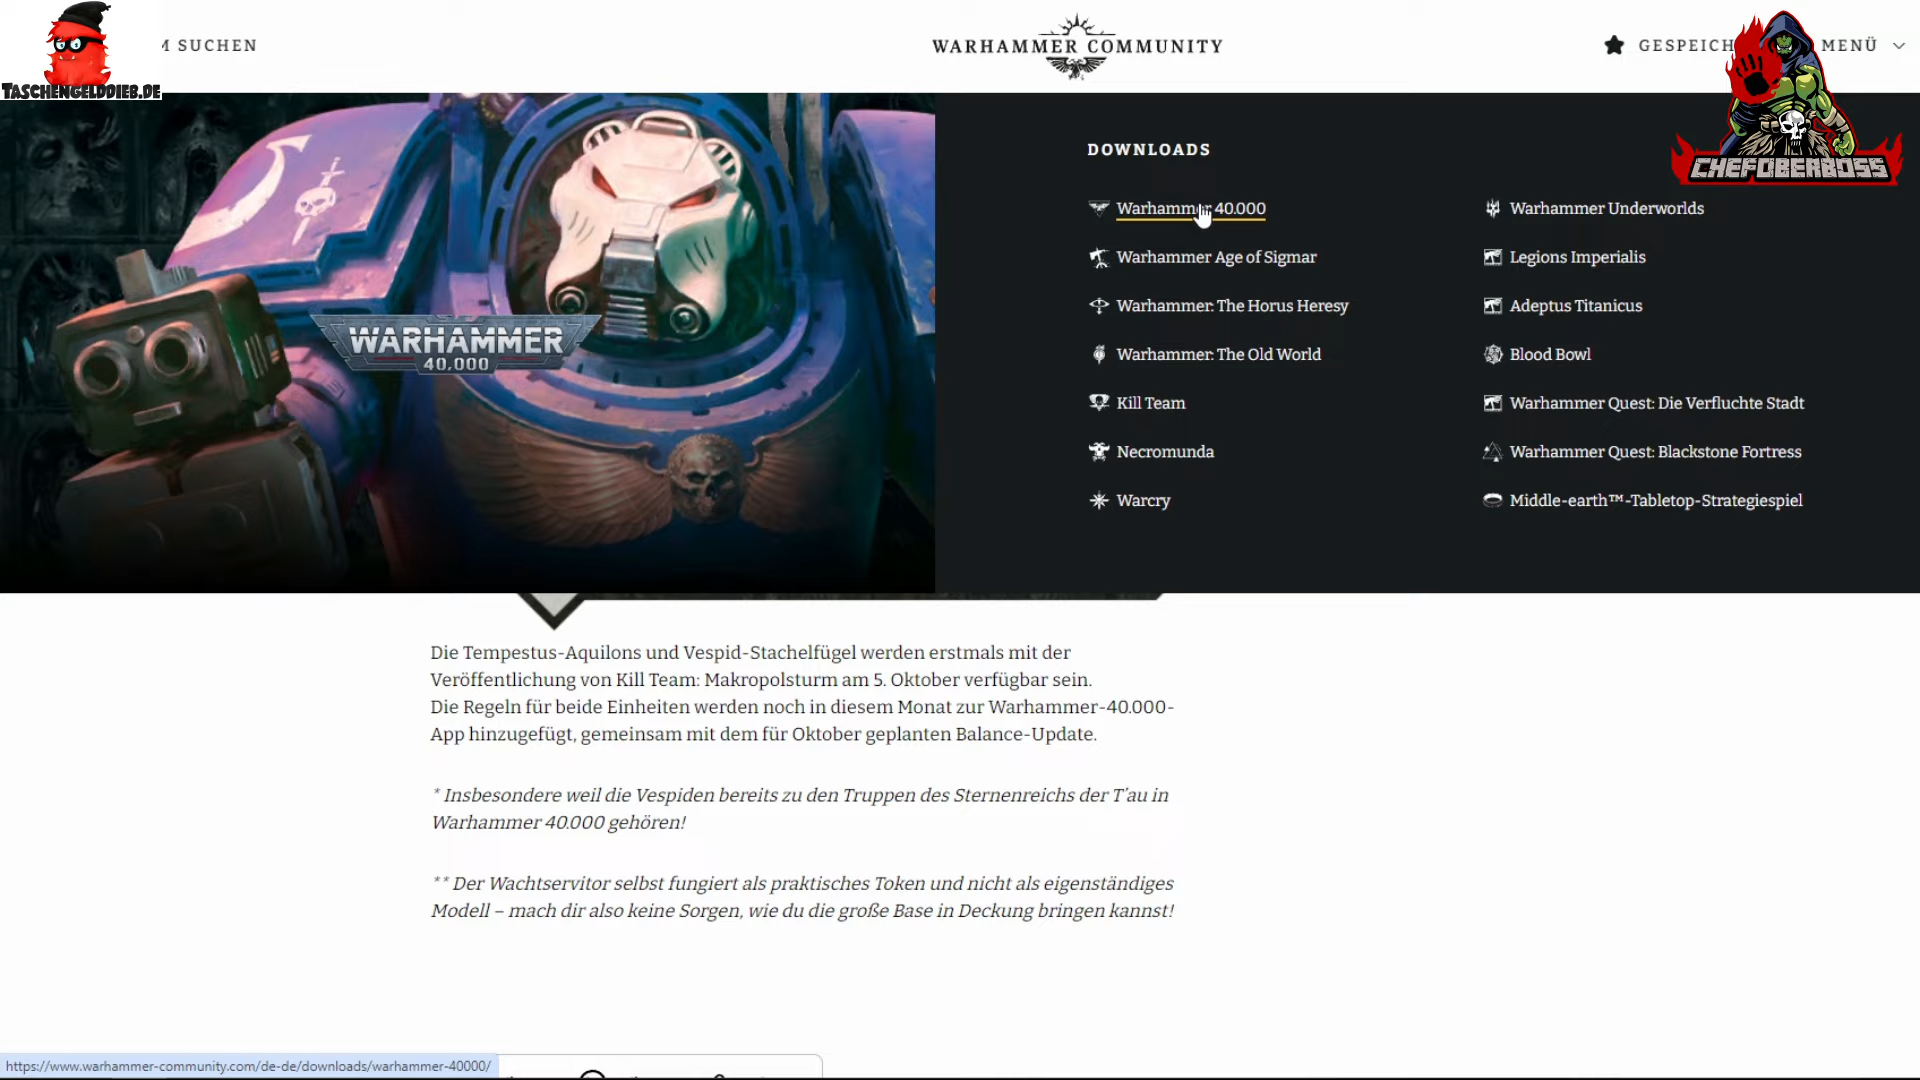 M SUCHEN
WARHAMMER COMMUNITY
MENÜ
TASCHENGELDDIEB.DE
CHEFOBERBOSS
WARHAMMER
40,000
DOWNLOADS
Warhammer 40.000
Warhammer Age of Sigmar
Warhammer: The Horus Heresy
Warhammer: The Old World
Kill Team
Necromunda
Warcry
Warhammer Underworlds
Legions Imperialis
Adeptus Titanicus
Blood Bowl
Warhammer Quest: Die Verfluchte Stadt
Warhammer Quest: Blackstone Fortress
Middle-earth™-Tabletop-Strategiespiel
Die Tempestus-Aquilons und Vespid-Stachelflügel werden erstmals mit der
Veröffentlichung von Kill Team: Makropolsturm am 5. Oktober verfügbar sein.
Die Regeln für beide Einheiten werden noch in diesem Monat zur Warhammer-40.000-
App hinzugefügt, gemeinsam mit dem für Oktober geplanten Balance-Update.
* Insbesondere weil die Vespiden bereits zu den Truppen des Sternenreichs der T'au in
Warhammer 40.000 gehören!
** Der Wachtservitor selbst fungiert als praktisches Token und nicht als eigenständiges
Modell – mach dir also keine Sorgen, wie du die große Base in Deckung bringen kannst!
https://www.warhammer-community.com/de-de/downloads/warhammer-40000/